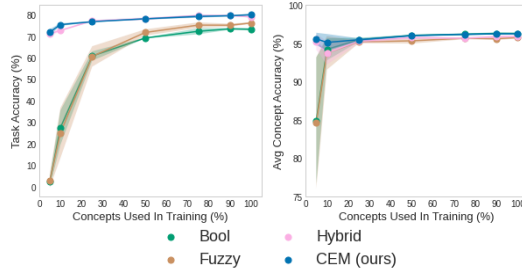 80
70
60
50
40
30
20
10
0
Task Accuracy (%)
0 10 20 30 40 50 60 70 80 90 100
Concepts Used In Training (%)
100
95
90
85
80
75
Avg Concept Accuracy (%)
0 10 20 30 40 50 60 70 80 90 100
Concepts Used In Training (%)
Bool
Fuzzy
Hybrid
CEM (ours)